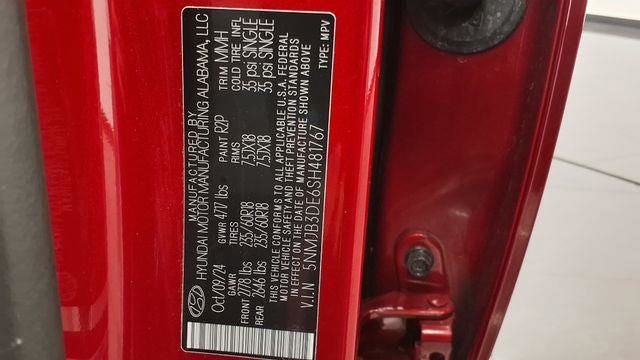 MANUFACTURED BY
HYUNDAI MOTOR MANUFACTURING ALABAMA, LLC
Oct/09/24 GVWR 4717 lbs PAINT R2P TRIM MMH
GAWR TIRES RIMS COLD TIRE INFL
FRONT 2778 lbs 235/60R18 7.5JX18 35 psi SINGLE
REAR 2646 lbs 235/60R18 7.5JX18 35 psi SINGLE
THIS VEHICLE CONFORMS TO ALL APPLICABLE U.S.A. FEDERAL
MOTOR VEHICLE SAFETY AND THEFT PREVENTION STANDARDS
IN EFFECT ON THE DATE OF MANUFACTURE SHOWN ABOVE
V.I.N 5NMJB3DE6SH481767 TYPE: MPV